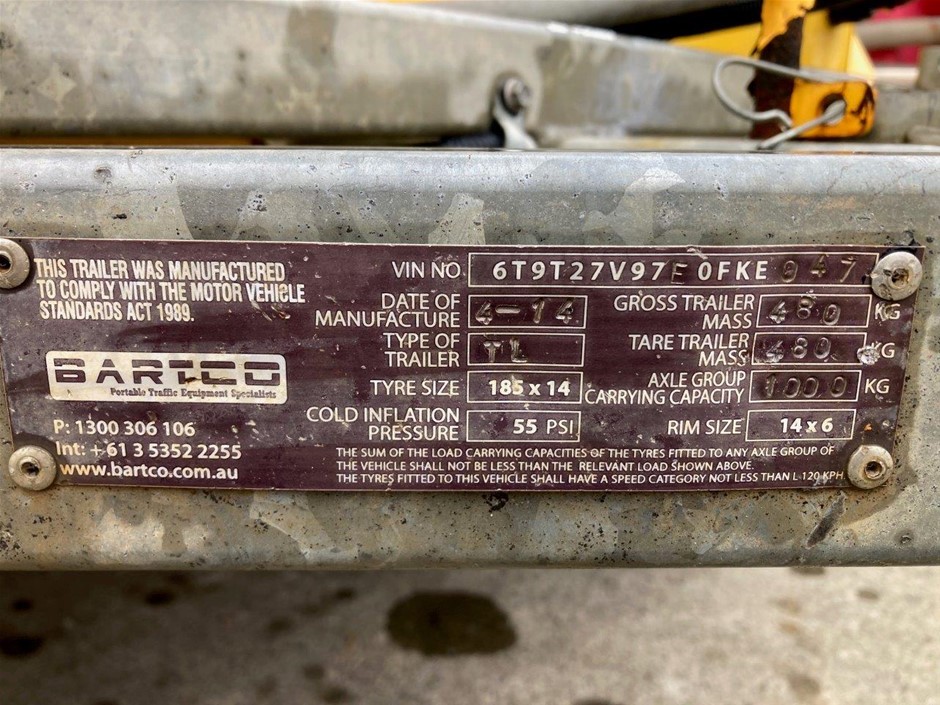 THIS TRAILER WAS MANUFACTURED
TO COMPLY WITH THE MOTOR VEHICLE
STANDARDS ACT 1989.
BARTCO
Portable Traffic Equipment Specialists
P: 1300 306 106
Int: +61 3 5352 2255
www.bartco.com.au
VIN NO. 6T9T27V97E0FKE047
DATE OF
MANUFACTURE 4-14
TYPE OF
TRAILER TL
TYRE SIZE 185 x 14
COLD INFLATION
PRESSURE 55 PSI
GROSS TRAILER
MASS 480 KG
TARE TRAILER
MASS 480 KG
AXLE GROUP
CARRYING CAPACITY 1000 KG
RIM SIZE 14 x 6
THE SUM OF THE LOAD CARRYING CAPACITIES OF THE TYRES FITTED TO ANY AXLE GROUP OF
THE VEHICLE SHALL NOT BE LESS THAN THE RELEVANT LOAD SHOWN ABOVE.
THE TYRES FITTED TO THIS VEHICLE SHALL HAVE A SPEED CATEGORY NOT LESS THAN L-120 KPH